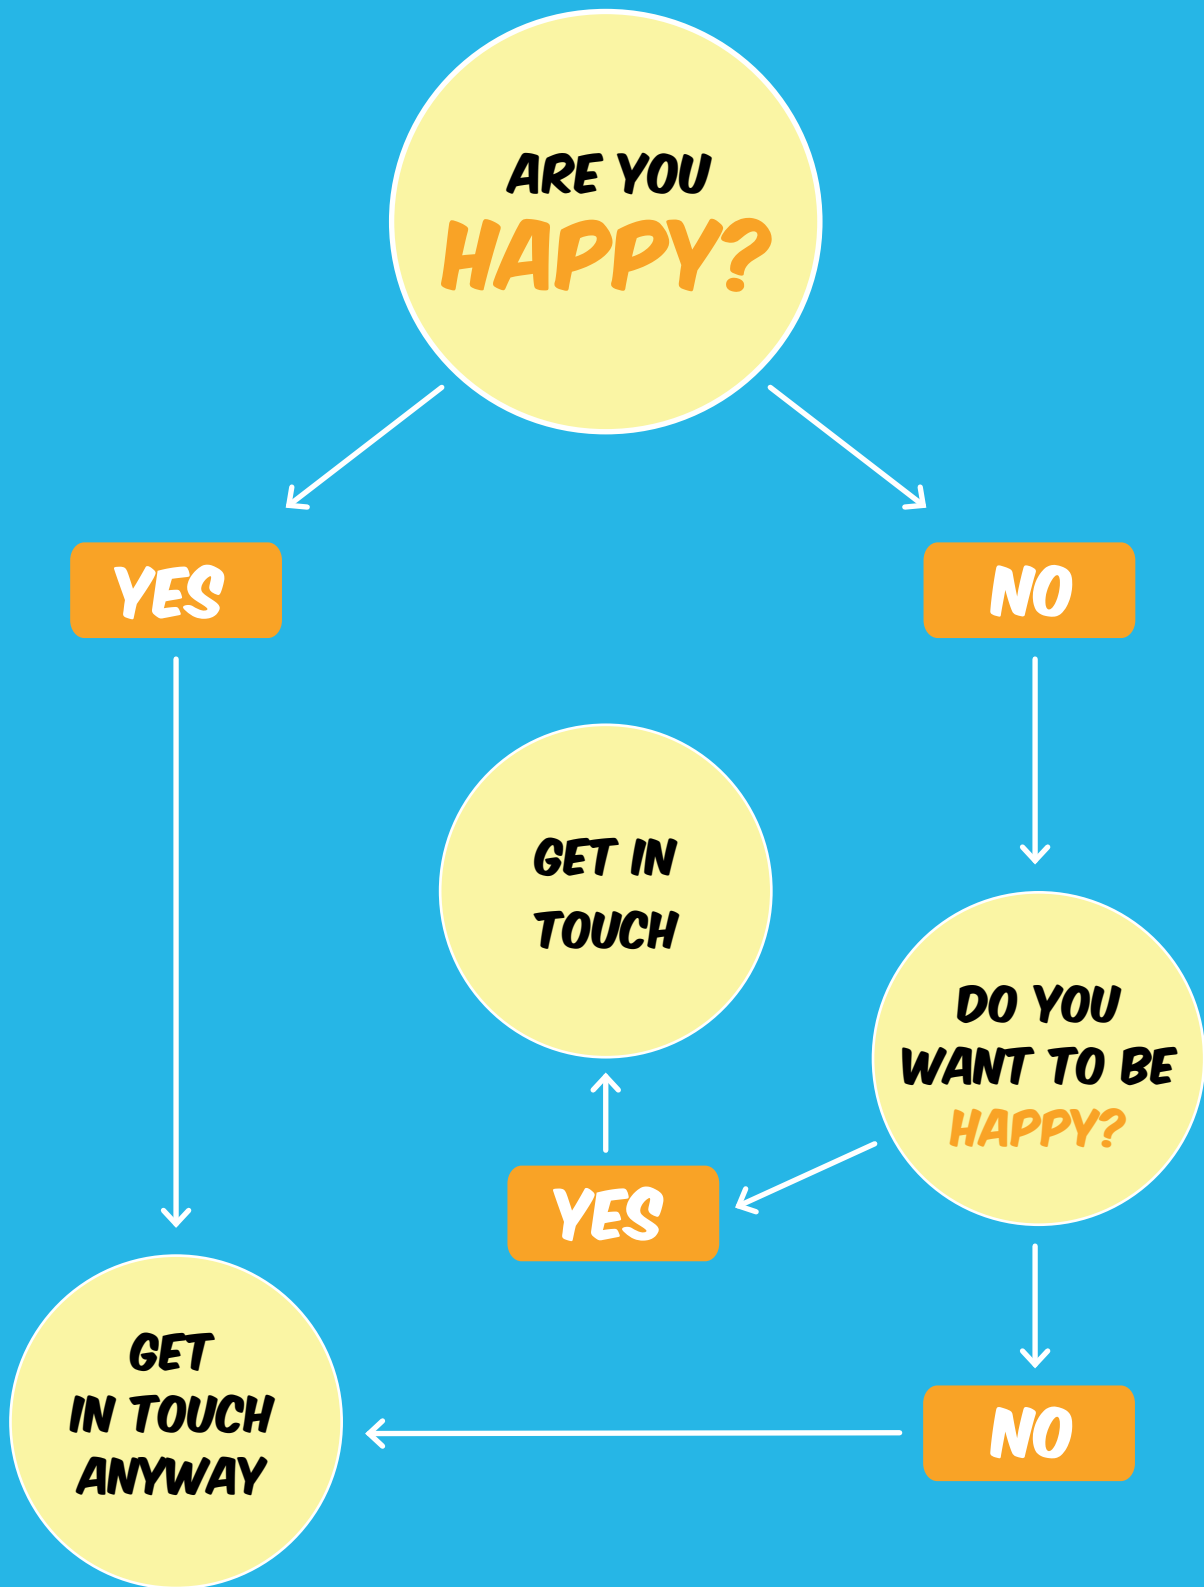 ARE YOU
HAPPY?
YES
NO
GET IN
TOUCH
DO YOU
WANT TO BE
HAPPY?
YES
GET
IN TOUCH
ANYWAY
NO